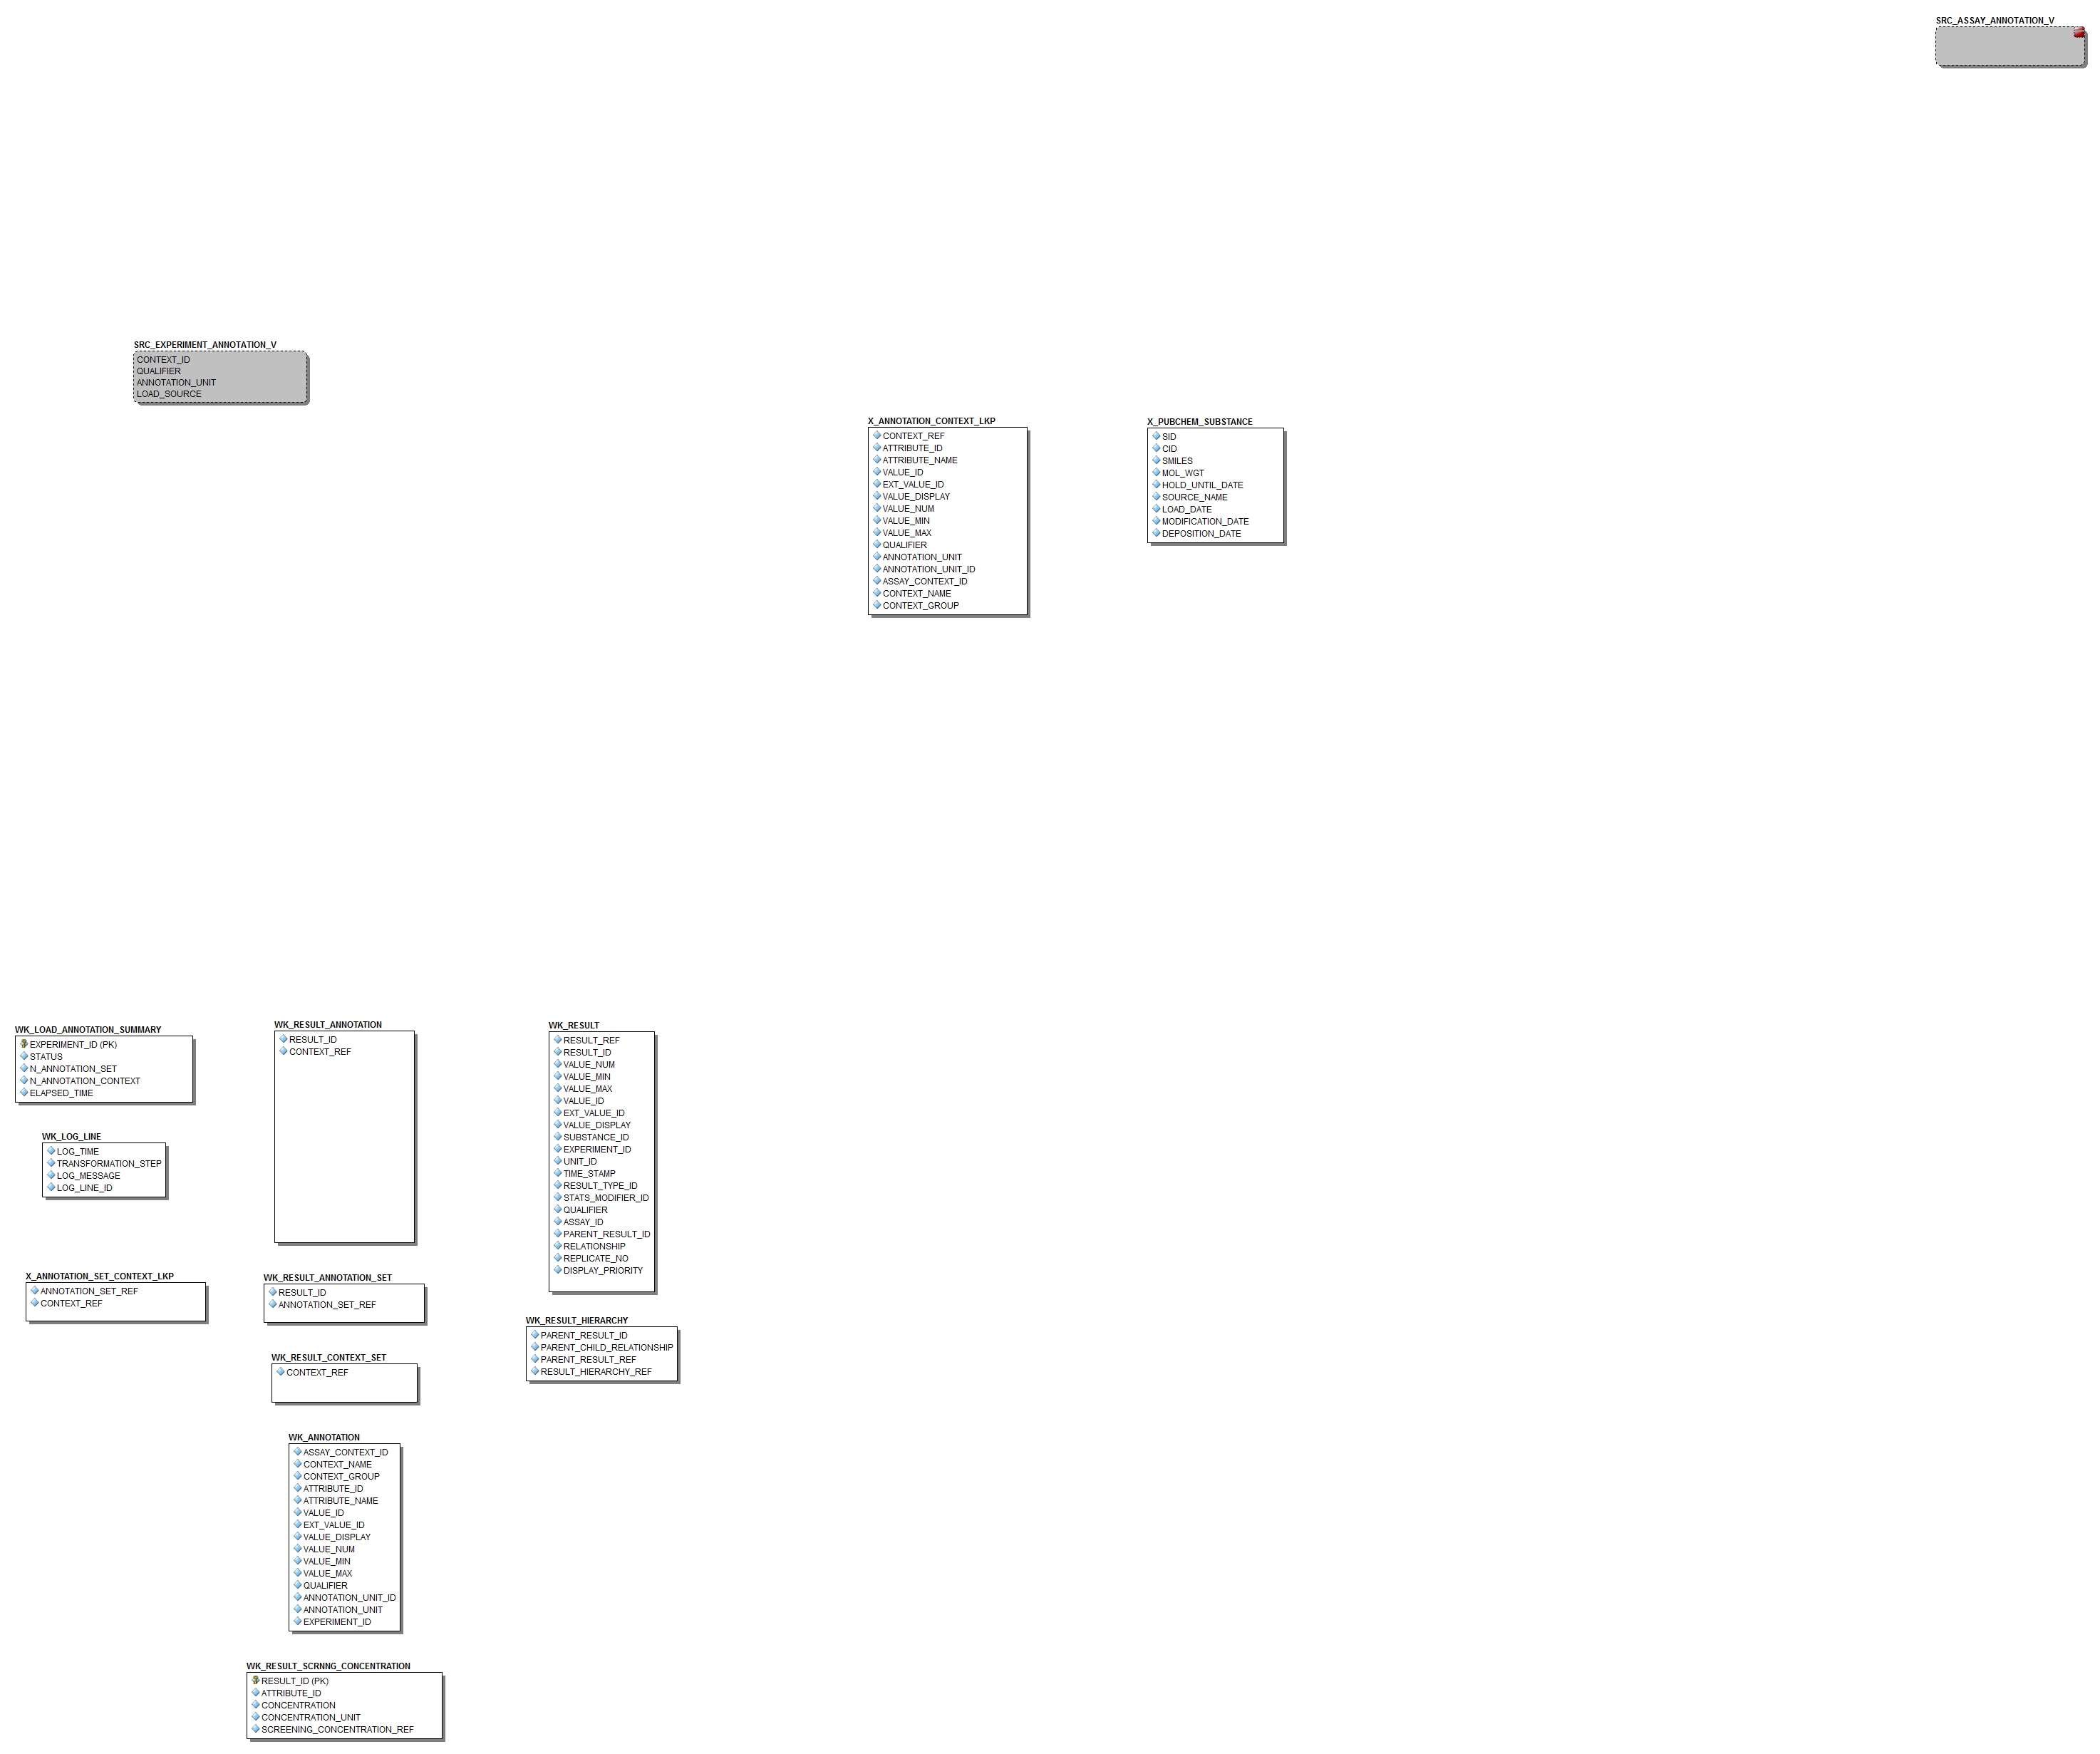 SRC_ASSAY_ANNOTATION_V
SRC_EXPERIMENT_ANNOTATION_V
CONTEXT_ID
QUALIFIER
ANNOTATION_UNIT
LOAD_SOURCE
X_ANNOTATION_CONTEXT_LKP
CONTEXT_REF
ATTRIBUTE_ID
ATTRIBUTE_NAME
VALUE_ID
EXT_VALUE_ID
VALUE_DISPLAY
VALUE_NUM
VALUE_MIN
VALUE_MAX
QUALIFIER
ANNOTATION_UNIT
ANNOTATION_UNIT_ID
ASSAY_CONTEXT_ID
CONTEXT_NAME
CONTEXT_GROUP
X_PUBCHEM_SUBSTANCE
SID
CID
SMILES
MOL_WGT
HOLD_UNTIL_DATE
SOURCE_NAME
LOAD_DATE
MODIFICATION_DATE
DEPOSITION_DATE
WK_LOAD_ANNOTATION_SUMMARY
EXPERIMENT_ID (PK)
STATUS
N_ANNOTATION_SET
N_ANNOTATION_CONTEXT
ELAPSED_TIME
WK_LOG_LINE
LOG_TIME
TRANSFORMATION_STEP
LOG_MESSAGE
LOG_LINE_ID
X_ANNOTATION_SET_CONTEXT_LKP
ANNOTATION_SET_REF
CONTEXT_REF
WK_RESULT_ANNOTATION
RESULT_ID
CONTEXT_REF
WK_RESULT_ANNOTATION_SET
RESULT_ID
ANNOTATION_SET_REF
WK_RESULT_CONTEXT_SET
CONTEXT_REF
WK_ANNOTATION
ASSAY_CONTEXT_ID
CONTEXT_NAME
CONTEXT_GROUP
ATTRIBUTE_ID
ATTRIBUTE_NAME
VALUE_ID
EXT_VALUE_ID
VALUE_DISPLAY
VALUE_NUM
VALUE_MIN
VALUE_MAX
QUALIFIER
ANNOTATION_UNIT_ID
ANNOTATION_UNIT
EXPERIMENT_ID
WK_RESULT_SCRNNG_CONCENTRATION
RESULT_ID (PK)
ATTRIBUTE_ID
CONCENTRATION
CONCENTRATION_UNIT
SCREENING_CONCENTRATION_REF
WK_RESULT
RESULT_REF
RESULT_ID
VALUE_NUM
VALUE_MIN
VALUE_MAX
VALUE_ID
EXT_VALUE_ID
VALUE_DISPLAY
SUBSTANCE_ID
EXPERIMENT_ID
UNIT_ID
TIME_STAMP
RESULT_TYPE_ID
STATS_MODIFIER_ID
QUALIFIER
ASSAY_ID
PARENT_RESULT_ID
RELATIONSHIP
REPLICATE_NO
DISPLAY_PRIORITY
WK_RESULT_HIERARCHY
PARENT_RESULT_ID
PARENT_CHILD_RELATIONSHIP
PARENT_RESULT_REF
RESULT_HIERARCHY_REF